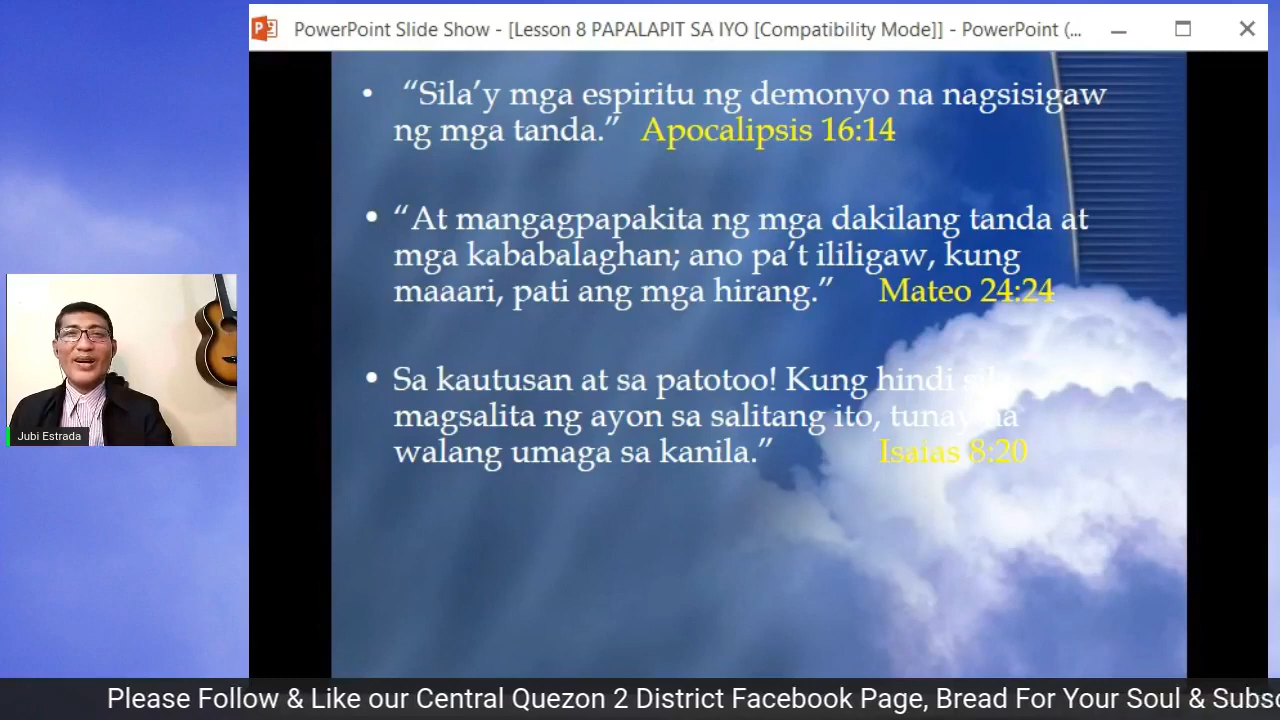 PowerPoint Slide Show - [Lesson 8 PAPALAPIT SA IYO [Compatibility Mode]] - PowerPoint (...
• “Sila’y mga espiritu ng demonyo na nagsisigaw
ng mga tanda.” Apocalipsis 16:14
• “At mangagpapakita ng mga dakilang tanda at
mga kababalaghan; ano pa’t ililigaw, kung
maaari, pati ang mga hirang.” Mateo 24:24
• Sa kautusan at sa patotoo! Kung hindi sila
magsalita ng ayon sa salitang ito, tunay na
walang umaga sa kanila.” Isaias 8:20
Jubi Estrada
Please Follow & Like our Central Quezon 2 District Facebook Page, Bread For Your Soul & Subsc